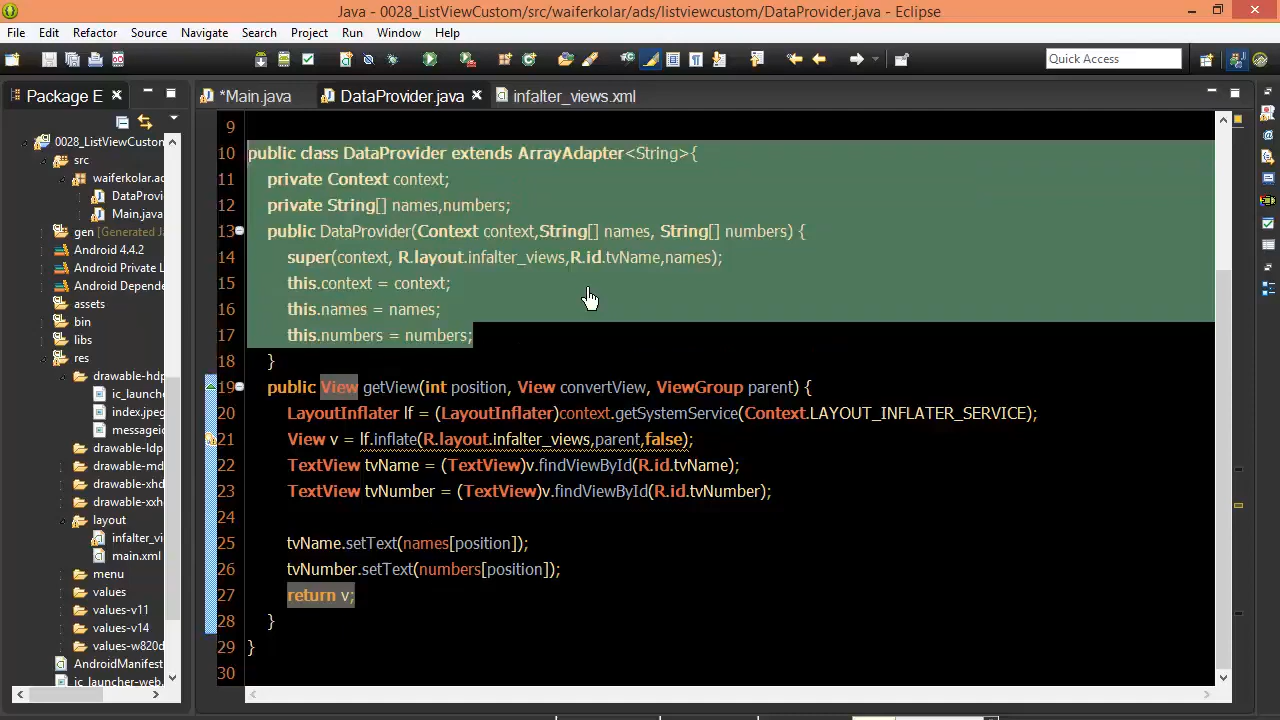 Java - 0028_ListViewCustom/src/waiferkolar/ads/listviewcustom/DataProvider.java - Eclipse
File Edit Refactor Source Navigate Search Project Run Window Help
Quick Access
Package E
*Main.java DataProvider.java infalter_views.xml
0028_ListViewCustom
src
waiferkolar.ad
DataProvi
Main.java
gen [Generated J
Android 4.4.2
Android Private L
Android Depende
assets
bin
libs
res
drawable-hdp
ic_launche
index.jpeg
messageic
drawable-ldp
drawable-md
drawable-xhd
drawable-xxh
layout
infalter_vi
main.xml
menu
values
values-v11
values-v14
values-w820d
AndroidManifest
ic_launcher-web
9
10 public class DataProvider extends ArrayAdapter<String>{
11 private Context context;
12 private String[] names,numbers;
13 public DataProvider(Context context,String[] names, String[] numbers) {
14 super(context, R.layout.infalter_views,R.id.tvName,names);
15 this.context = context;
16 this.names = names;
17 this.numbers = numbers;
18 }
19 public View getView(int position, View convertView, ViewGroup parent) {
20 LayoutInflater lf = (LayoutInflater)context.getSystemService(Context.LAYOUT_INFLATER_SERVICE);
21 View v = lf.inflate(R.layout.infalter_views,parent,false);
22 TextView tvName = (TextView)v.findViewById(R.id.tvName);
23 TextView tvNumber = (TextView)v.findViewById(R.id.tvNumber);
24
25 tvName.setText(names[position]);
26 tvNumber.setText(numbers[position]);
27 return v;
28 }
29 }
30